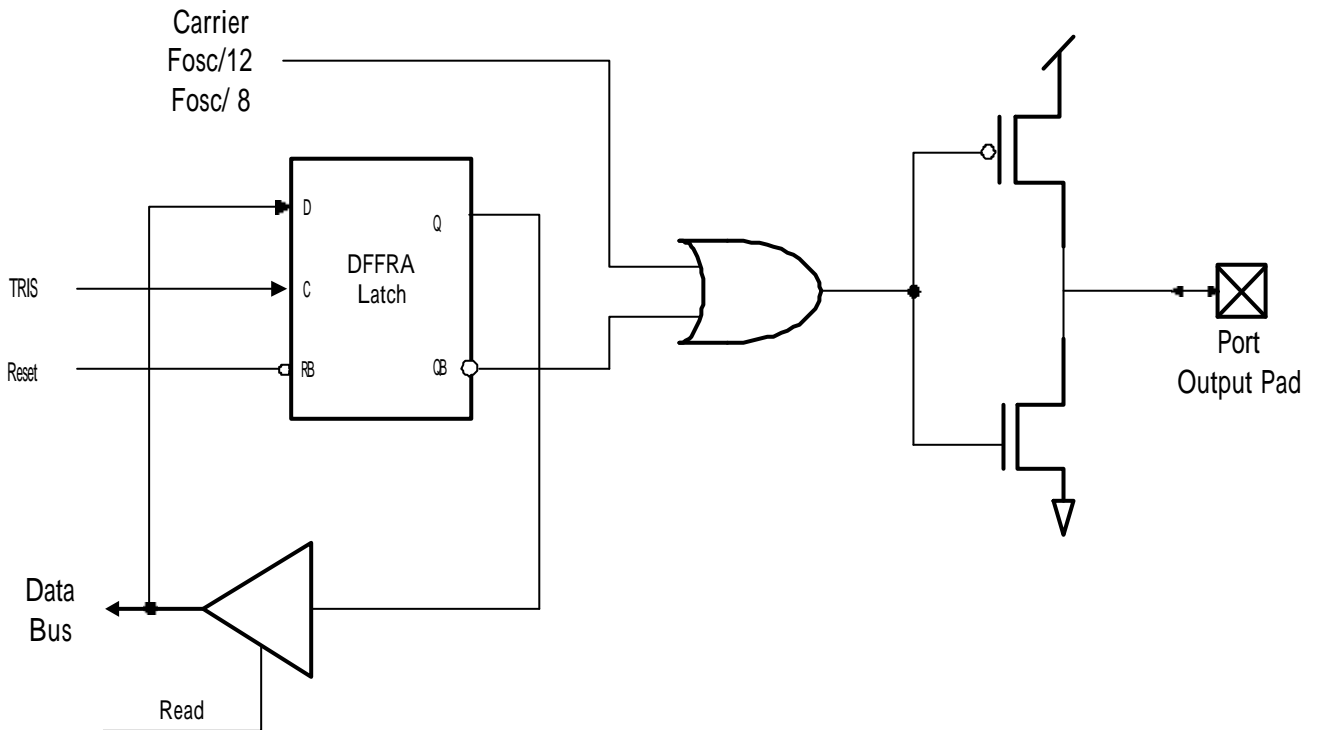 Carrier
Fosc/12
Fosc/ 8
D
Q
DFFRA
Latch
TRIS
C
Reset
RB
QB
Port
Output Pad
Data
Bus
Read